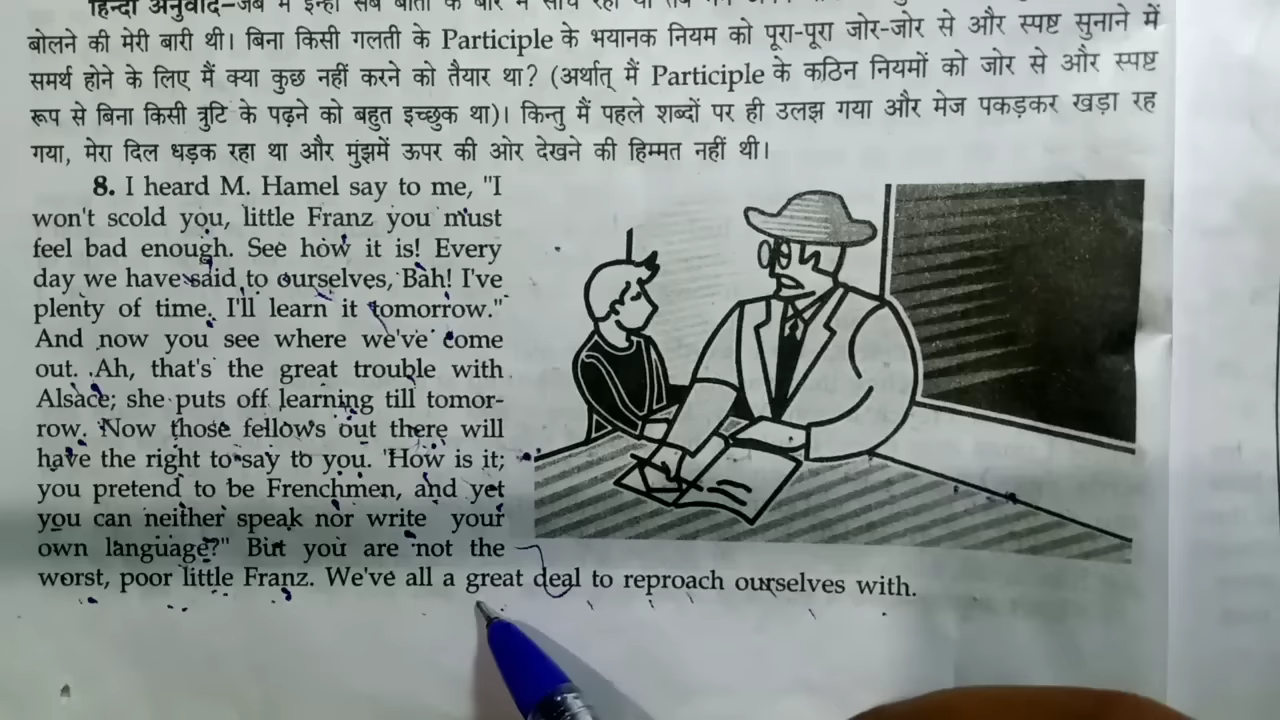 हिन्दी अनुवाद–जब मैं इन्हीं सब बातों के बारे में सोच रहा था तब
बोलने की मेरी बारी थी। बिना किसी गलती के Participle के भयानक नियम को पूरा-पूरा जोर-जोर से और स्पष्ट सुनाने में
समर्थ होने के लिए मैं क्या कुछ नहीं करने को तैयार था? (अर्थात् मैं Participle के कठिन नियमों को जोर से और स्पष्ट
रूप से बिना किसी त्रुटि के पढ़ने को बहुत इच्छुक था)। किन्तु मैं पहले शब्दों पर ही उलझ गया और मेज पकड़कर खड़ा रह
गया, मेरा दिल धड़क रहा था और मुंझमें ऊपर की ओर देखने की हिम्मत नहीं थी।
8. I heard M. Hamel say to me, "I
won't scold you, little Franz you must
feel bad enough. See how it is! Every
day we have said to ourselves, Bah! I've
plenty of time. I'll learn it tomorrow."
And now you see where we've come
out. Ah, that's the great trouble with
Alsace; she puts off learning till tomor-
row. Now those fellows out there will
have the right to say to you. 'How is it;
you pretend to be Frenchmen, and yet
you can neither speak nor write your
own language?" But you are not the
worst, poor little Franz. We've all a great deal to reproach ourselves with.